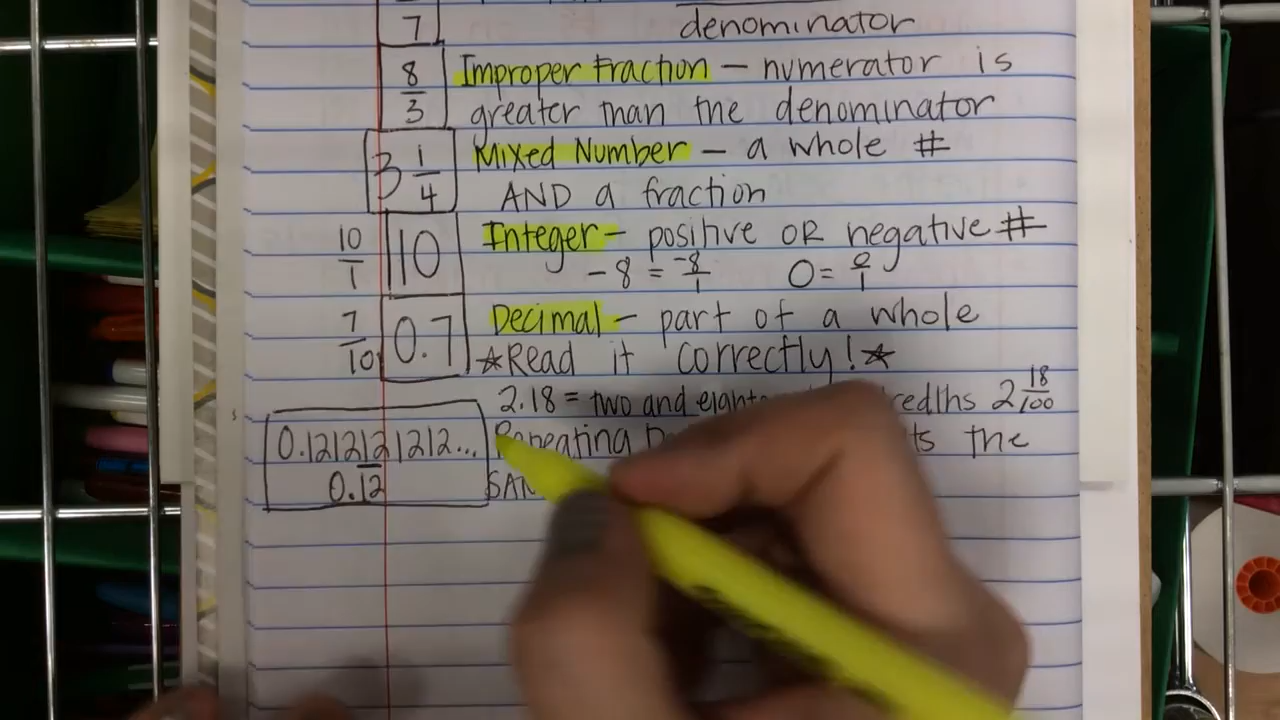 7 denominator
8/3 Improper Fraction – numerator is
greater than the denominator
3 1/4 Mixed Number – a whole #
AND a fraction
10/1 10 Integer – positive OR negative #
-8 = -8/1 0 = 0/1
7/10 0.7 Decimal – part of a whole
☆Read it correctly!☆
2.18 = two and 2 18/100
0.1212121212... Repeating the
0.12̅